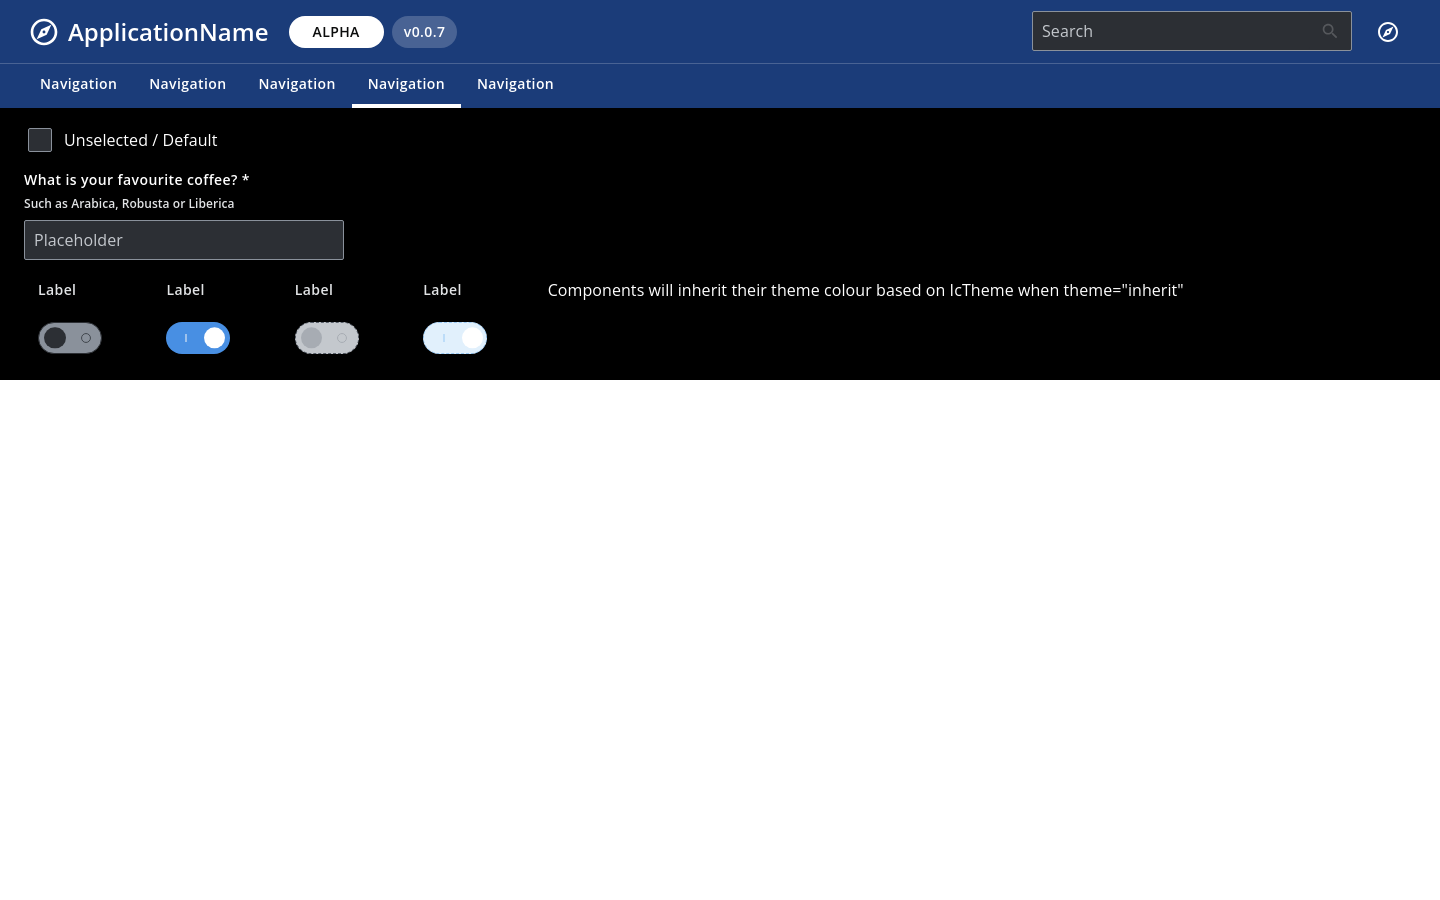 ApplicationName ALPHA v0.0.7 Search
Navigation Navigation Navigation Navigation Navigation
Unselected / Default
What is your favourite coffee? *
Such as Arabica, Robusta or Liberica
Placeholder
Label Label Label Label Components will inherit their theme colour based on IcTheme when theme="inherit"